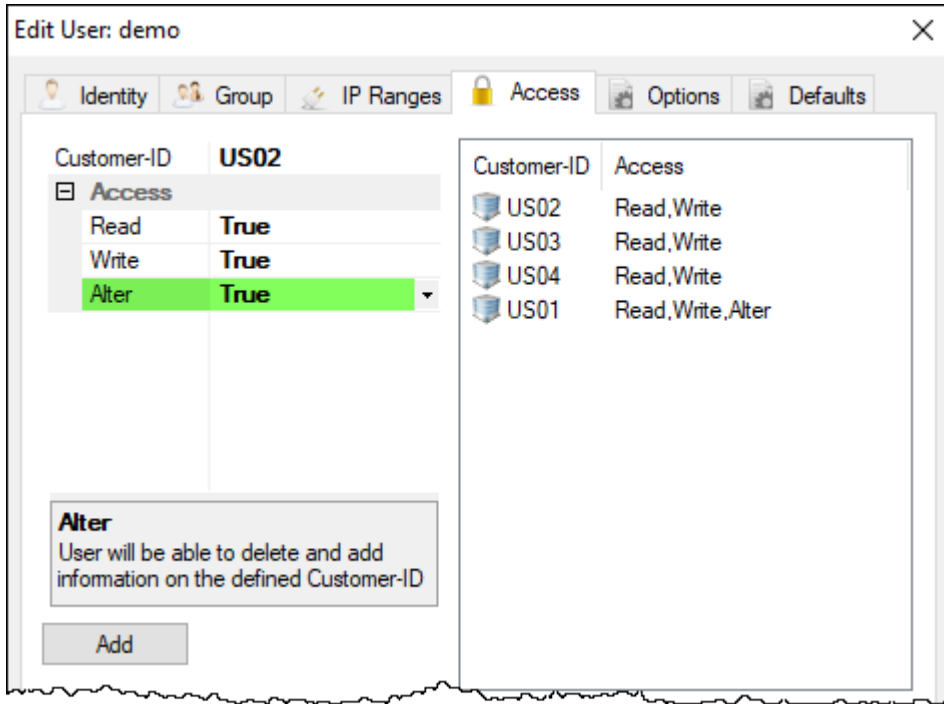 Edit User: demo
Identity Group IP Ranges Access Options Defaults
Customer-ID US02
Access
Read True
Write True
Alter True
Alter
User will be able to delete and add
information on the defined Customer-ID
Add
Customer-ID Access
US02 Read,Write
US03 Read,Write
US04 Read,Write
US01 Read,Write,Alter